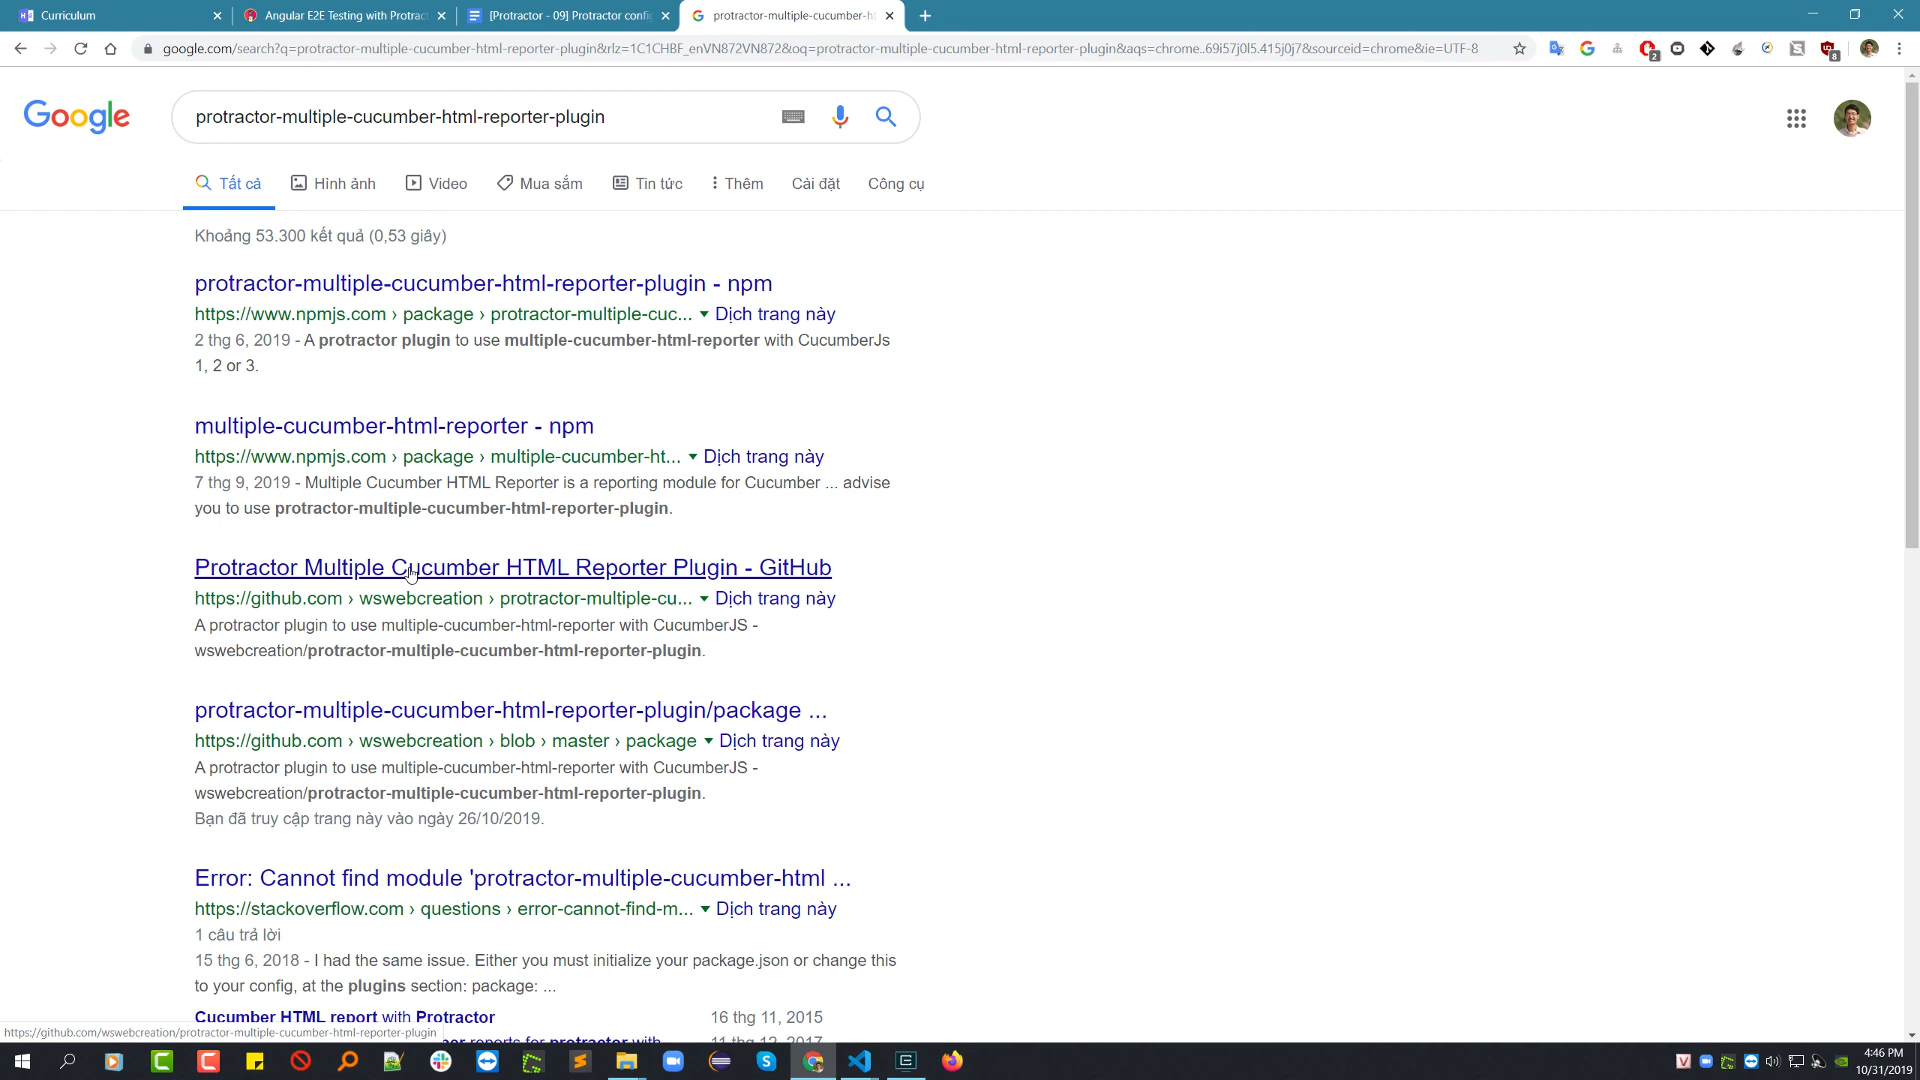 Curriculum
Angular E2E Testing with Protract
[Protractor - 09] Protractor config
protractor-multiple-cucumber-ht
google.com/search?q=protractor-multiple-cucumber-html-reporter-plugin&rlz=1C1CHBF_enVN872VN872&oq=protractor-multiple-cucumber-html-reporter-plugin&aqs=chrome..69i57j0l5.415j0j7&sourceid=chrome&ie=UTF-8
2
8
Google
protractor-multiple-cucumber-html-reporter-plugin
Tất cả
Hình ảnh
Video
Mua sắm
Tin tức
Thêm
Cài đặt
Công cụ
Khoảng 53.300 kết quả (0,53 giây)
protractor-multiple-cucumber-html-reporter-plugin - npm
https://www.npmjs.com › package › protractor-multiple-cuc... ▼ Dịch trang này
2 thg 6, 2019 - A protractor plugin to use multiple-cucumber-html-reporter with CucumberJs
1, 2 or 3.
multiple-cucumber-html-reporter - npm
https://www.npmjs.com › package › multiple-cucumber-ht... ▼ Dịch trang này
7 thg 9, 2019 - Multiple Cucumber HTML Reporter is a reporting module for Cucumber ... advise
you to use protractor-multiple-cucumber-html-reporter-plugin.
Protractor Multiple Cucumber HTML Reporter Plugin - GitHub
https://github.com › wswebcreation › protractor-multiple-cu... ▼ Dịch trang này
A protractor plugin to use multiple-cucumber-html-reporter with CucumberJS -
wswebcreation/protractor-multiple-cucumber-html-reporter-plugin.
protractor-multiple-cucumber-html-reporter-plugin/package ...
https://github.com › wswebcreation › blob › master › package ▼ Dịch trang này
A protractor plugin to use multiple-cucumber-html-reporter with CucumberJS -
wswebcreation/protractor-multiple-cucumber-html-reporter-plugin.
Bạn đã truy cập trang này vào ngày 26/10/2019.
Error: Cannot find module 'protractor-multiple-cucumber-html ...
https://stackoverflow.com › questions › error-cannot-find-m... ▼ Dịch trang này
1 câu trả lời
15 thg 6, 2018 - I had the same issue. Either you must initialize your package.json or change this
to your config, at the plugins section: package: ...
Cucumber HTML report with Protractor 16 thg 11, 2015
reports for protractor with 11 thg 12, 2017
https://github.com/wswebcreation/protractor-multiple-cucumber-html-reporter-plugin
4:46 PM
10/31/2019